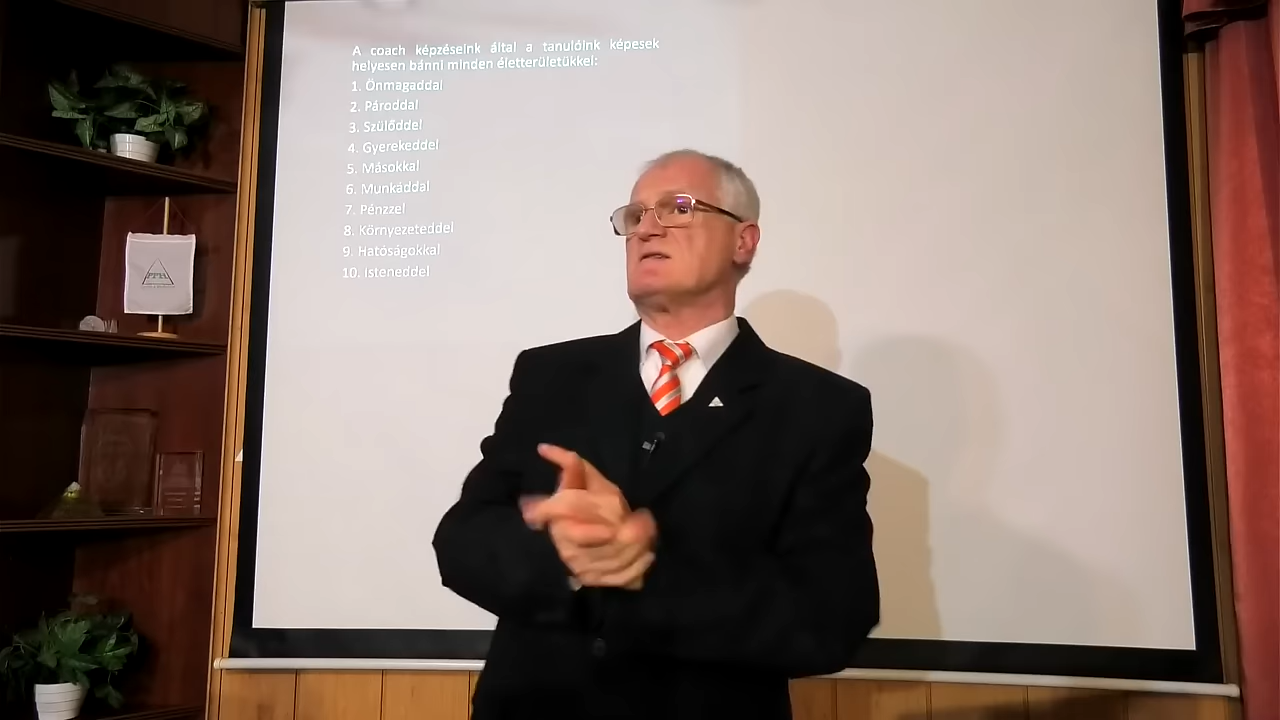 A coach képzéseink által a tanulóink képesek
helyesen bánni minden életterületükkel:
1. Önmagaddal
2. Pároddal
3. Szülőddel
4. Gyerekeddel
5. Másokkal
6. Munkáddal
7. Pénzzel
8. Környezeteddel
9. Hatóságokkal
10. Isteneddel